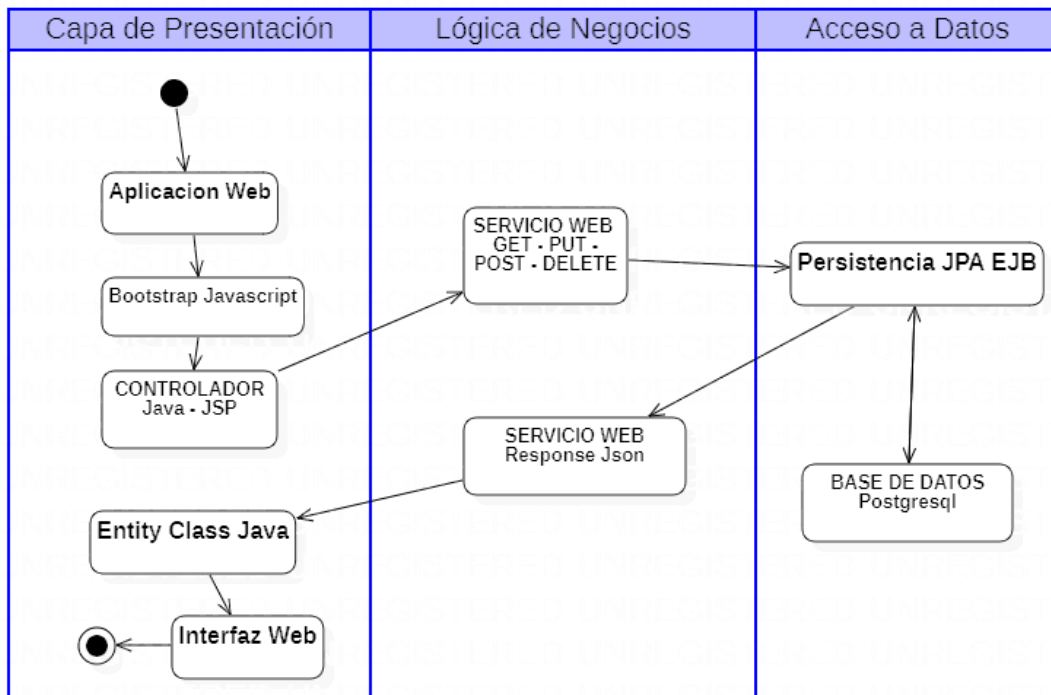 Capa de Presentación
Lógica de Negocios
Acceso a Datos
Aplicacion Web
Bootstrap Javascript
CONTROLADOR
Java - JSP
SERVICIO WEB
GET - PUT -
POST - DELETE
Persistencia JPA EJB
SERVICIO WEB
Response Json
BASE DE DATOS
Postgresql
Entity Class Java
Interfaz Web
UNREGISTERED